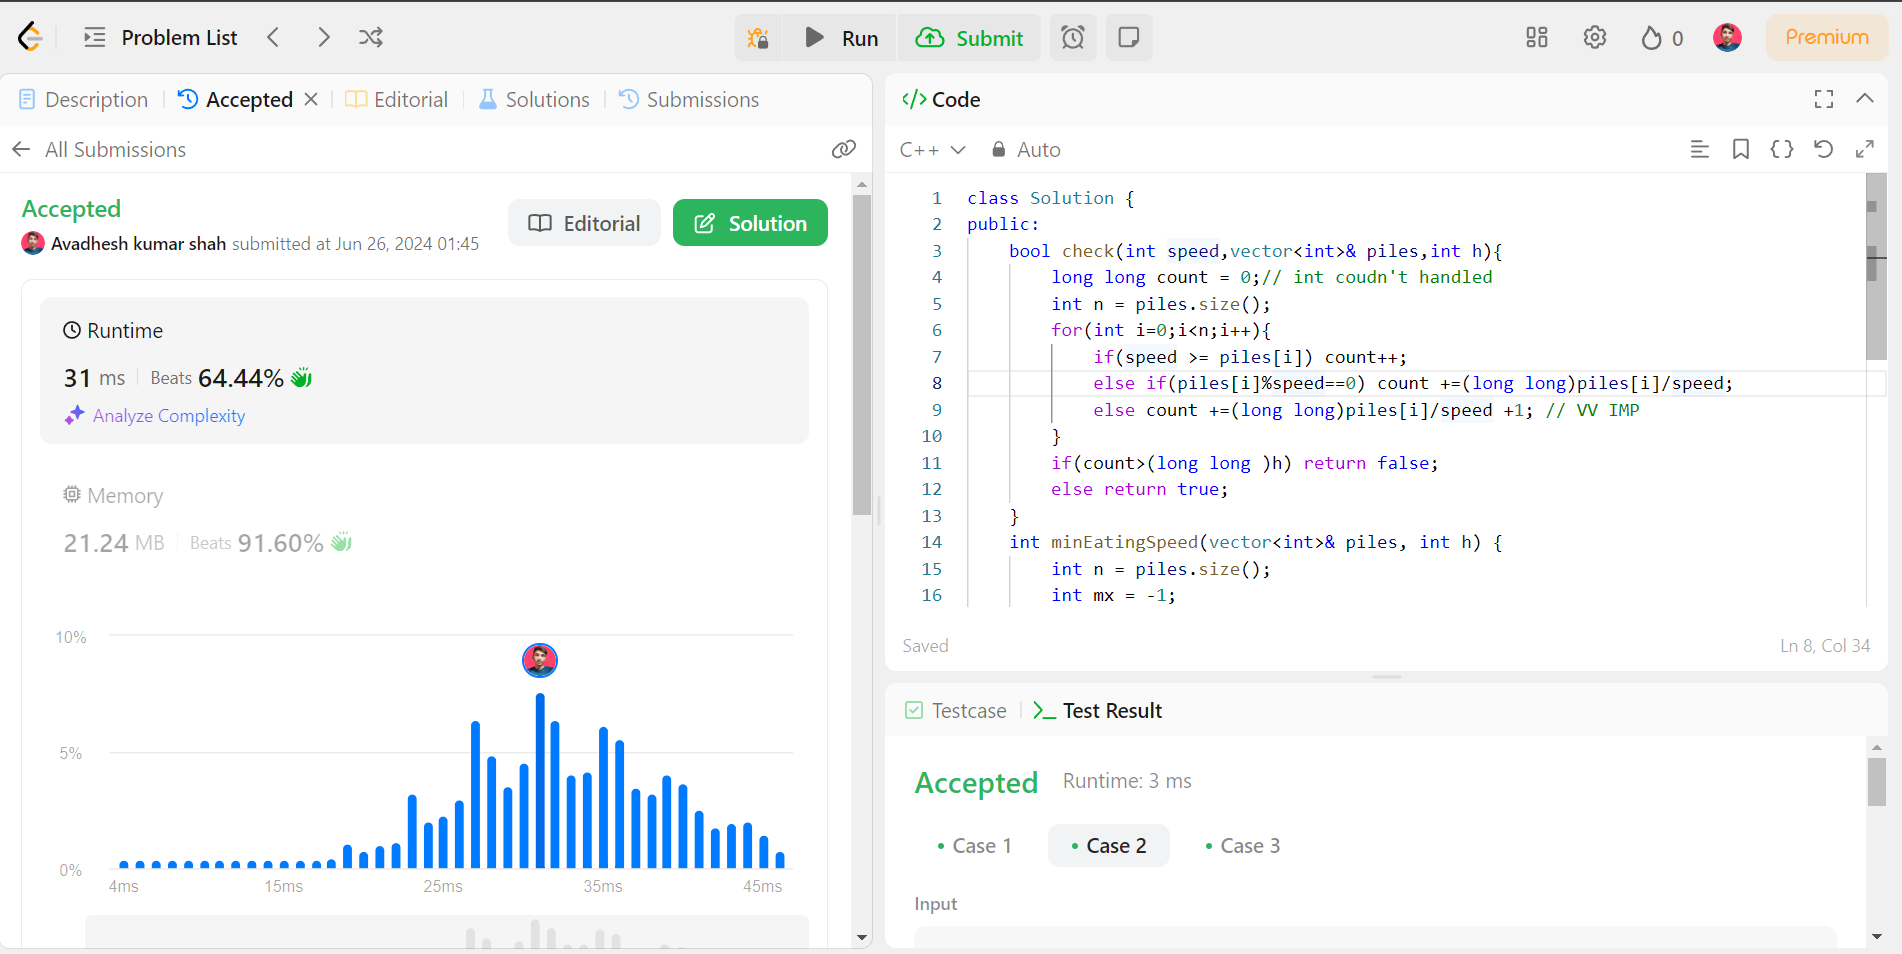 Problem List
Run
Submit
0
Premium
Description
Accepted
Editorial
Solutions
Submissions
All Submissions
Accepted
Editorial
Solution
Avadhesh kumar shah submitted at Jun 26, 2024 01:45
Runtime
31 ms
Beats 64.44%
Analyze Complexity
Memory
21.24 MB
Beats 91.60%
10%
5%
0%
4ms
15ms
25ms
35ms
45ms
</> Code
C++
Auto
1 class Solution {
2 public:
3 bool check(int speed,vector<int>& piles,int h){
4 long long count = 0;// int coudn't handled
5 int n = piles.size();
6 for(int i=0;i<n;i++){
7 if(speed >= piles[i]) count++;
8 else if(piles[i]%speed==0) count +=(long long)piles[i]/speed;
9 else count +=(long long)piles[i]/speed +1; // VV IMP
10 }
11 if(count>(long long )h) return false;
12 else return true;
13 }
14 int minEatingSpeed(vector<int>& piles, int h) {
15 int n = piles.size();
16 int mx = -1;
Saved
Ln 8, Col 34
Testcase
Test Result
Accepted
Runtime: 3 ms
Case 1
Case 2
Case 3
Input